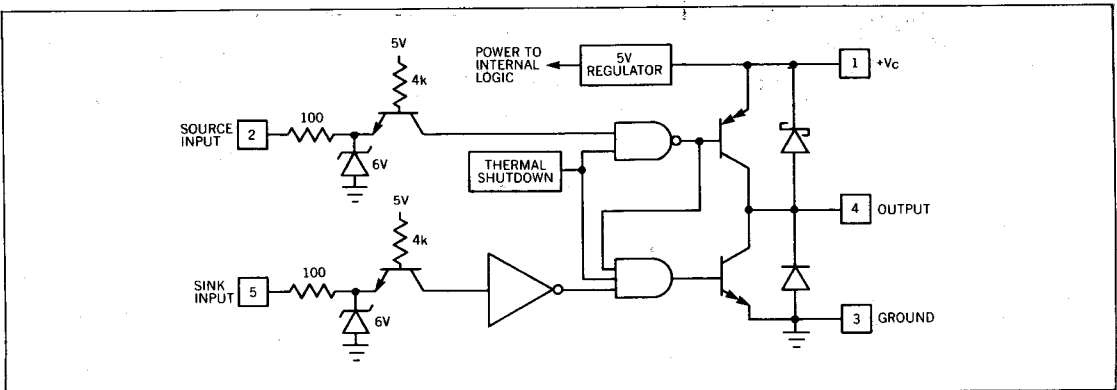 5V
4k
100
SOURCE
INPUT
2
6V
POWER TO
INTERNAL
LOGIC
5V
REGULATOR
1
+Vc
THERMAL
SHUTDOWN
4
OUTPUT
5V
4k
100
SINK
INPUT
5
6V
3
GROUND